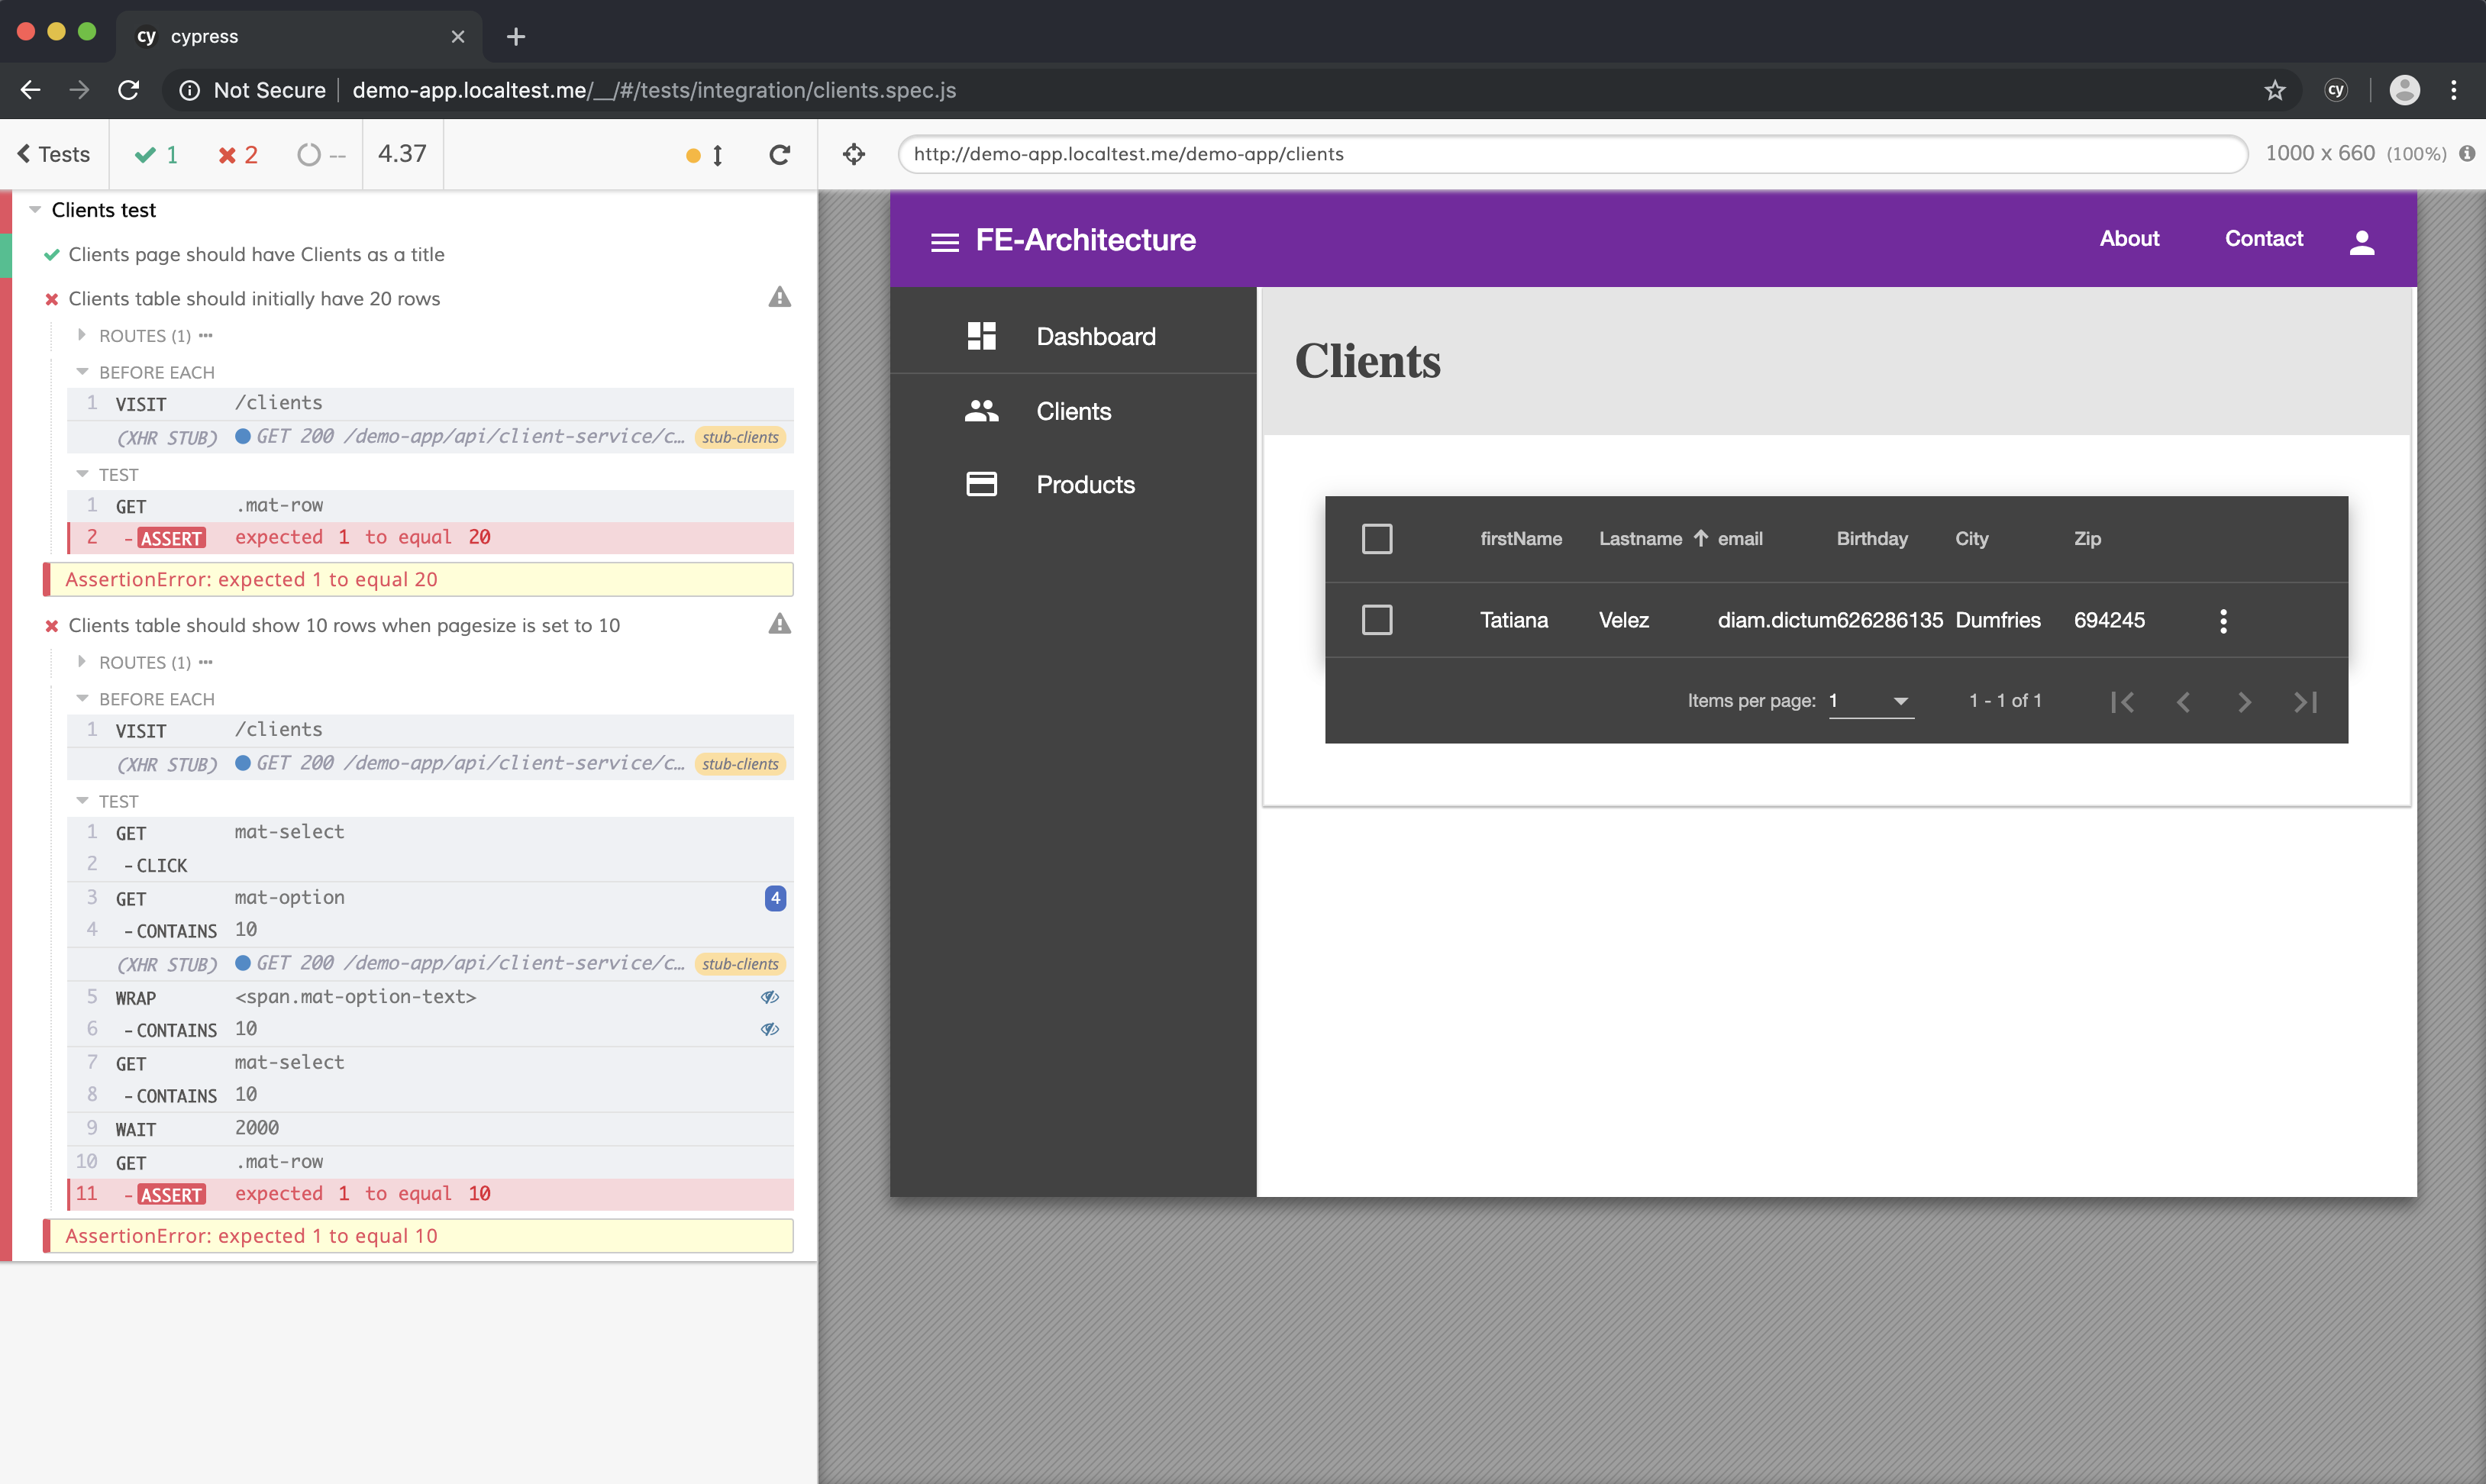 cy cypress
Not Secure demo-app.localtest.me/__/#/tests/integration/clients.spec.js cy
Tests 1 2 -- 4.37
http://demo-app.localtest.me/demo-app/clients 1000 x 660 (100%)
Clients test
Clients page should have Clients as a title
Clients table should initially have 20 rows
ROUTES (1)
BEFORE EACH
1 VISIT /clients
(XHR STUB) GET 200 /demo-app/api/client-service/c... stub-clients
TEST
1 GET .mat-row
2 -ASSERT expected 1 to equal 20
AssertionError: expected 1 to equal 20
Clients table should show 10 rows when pagesize is set to 10
ROUTES (1)
BEFORE EACH
1 VISIT /clients
(XHR STUB) GET 200 /demo-app/api/client-service/c... stub-clients
TEST
1 GET mat-select
2 -CLICK
3 GET mat-option 4
4 -CONTAINS 10
(XHR STUB) GET 200 /demo-app/api/client-service/c... stub-clients
5 WRAP <span.mat-option-text>
6 -CONTAINS 10
7 GET mat-select
8 -CONTAINS 10
9 WAIT 2000
10 GET .mat-row
11 -ASSERT expected 1 to equal 10
AssertionError: expected 1 to equal 10
FE-Architecture About Contact
Dashboard
Clients
Products
Clients
firstName Lastname email Birthday City Zip
Tatiana Velez diam.dictum626286135 Dumfries 694245
Items per page: 1 1 - 1 of 1